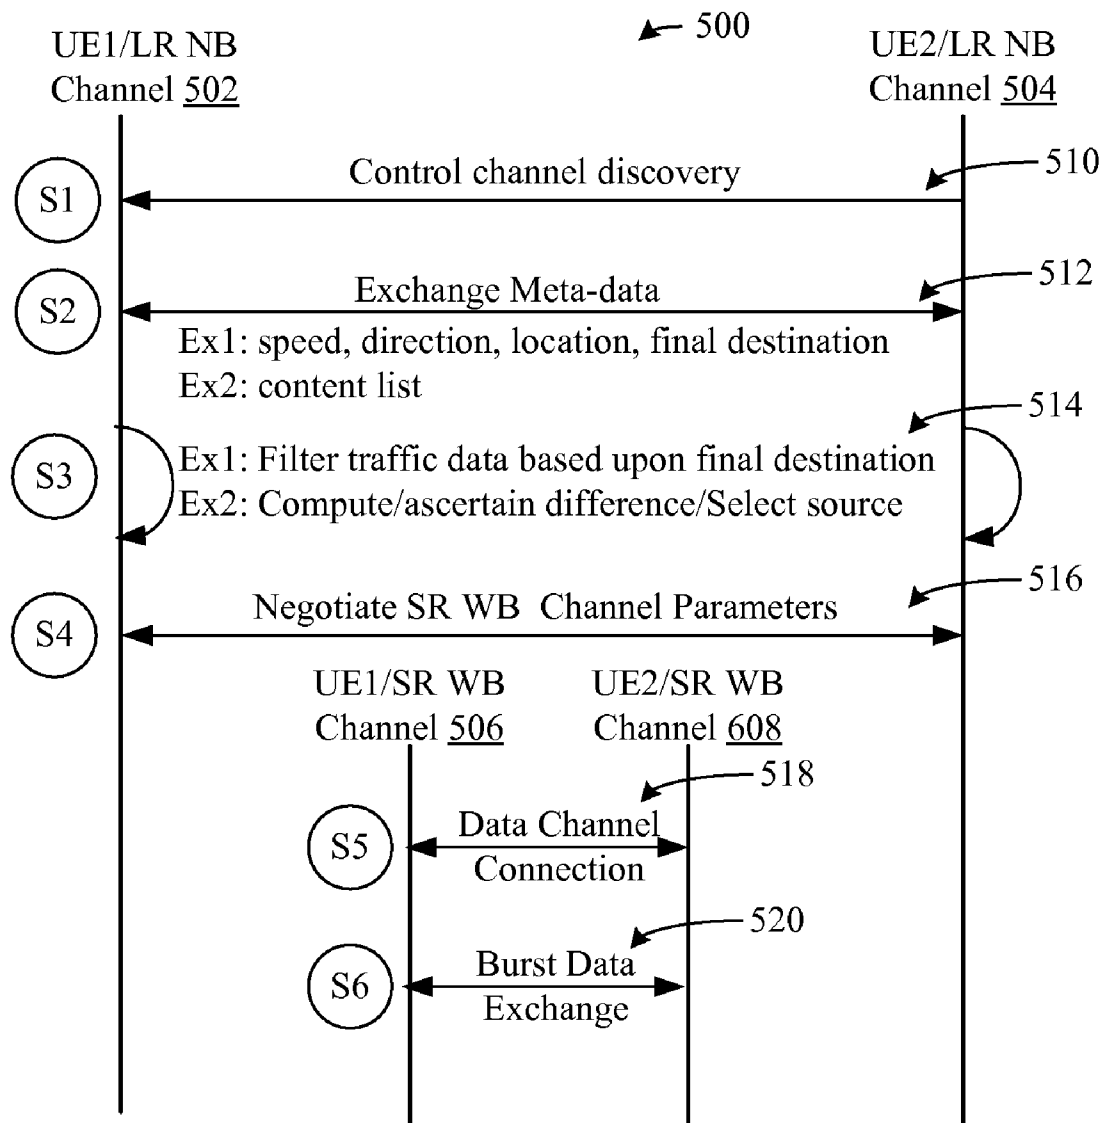 500
UE1/LR NB
Channel 502
UE2/LR NB
Channel 504
S1
Control channel discovery
510
S2
Exchange Meta-data
512
Ex1: speed, direction, location, final destination
Ex2: content list
514
S3
Ex1: Filter traffic data based upon final destination
Ex2: Compute/ascertain difference/Select source
516
S4
Negotiate SR WB Channel Parameters
UE1/SR WB
Channel 506
UE2/SR WB
Channel 608
518
S5
Data Channel
Connection
520
S6
Burst Data
Exchange